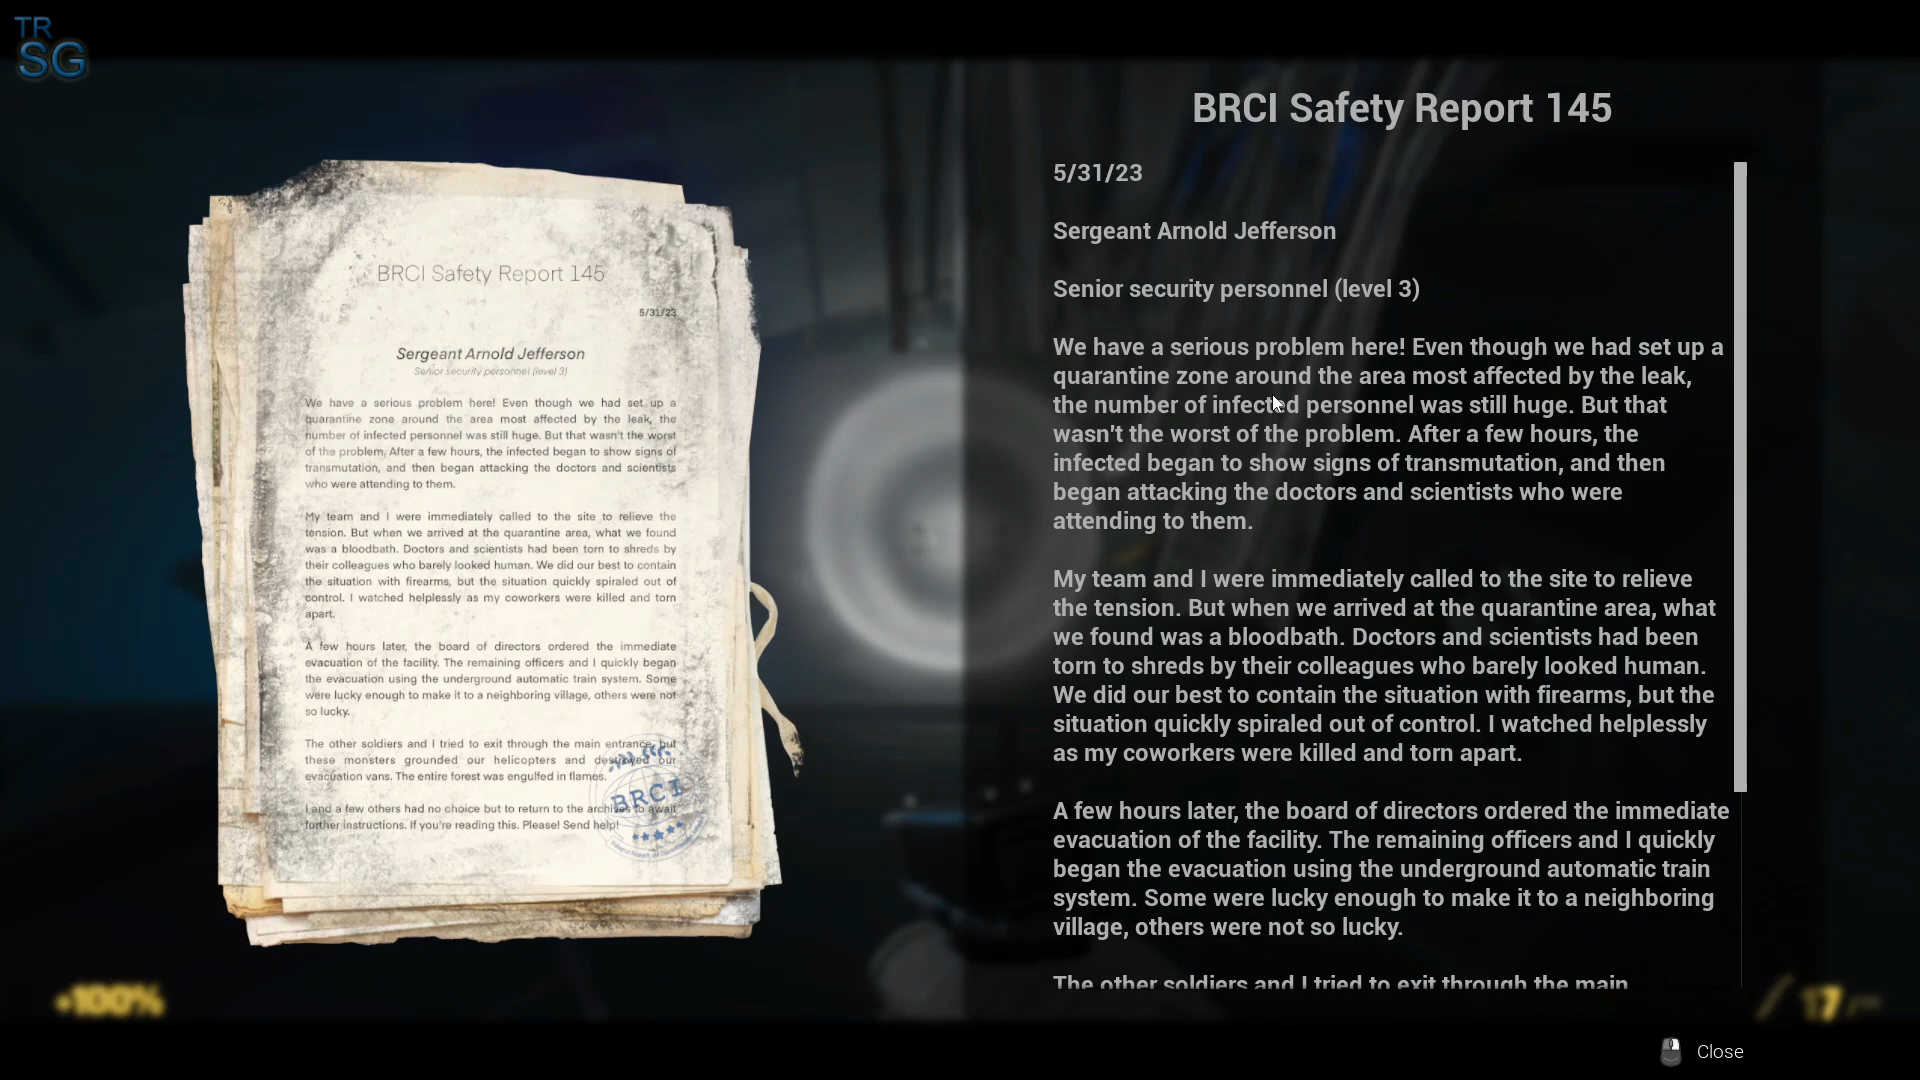 TR
SG
BRCI Safety Report 145
5/31/23
Sergeant Arnold Jefferson
Senior security personnel (level 3)
We have a serious problem here! Even though we had set up a
quarantine zone around the area most affected by the leak, the
number of infected personnel was still huge. But that wasn't the worst
of the problem. After a few hours, the infected began to show signs of
transmutation, and then began attacking the doctors and scientists
who were attending to them.
My team and I were immediately called to the site to relieve the
tension. But when we arrived at the quarantine area, what we found
was a bloodbath. Doctors and scientists had been torn to shreds by
their colleagues who barely looked human. We did our best to contain
the situation with firearms, but the situation quickly spiraled out of
control. I watched helplessly as my coworkers were killed and torn
apart.
A few hours later, the board of directors ordered the immediate
evacuation of the facility. The remaining officers and I quickly began
the evacuation using the underground automatic train system. Some
were lucky enough to make it to a neighboring village, others were not
so lucky.
The other soldiers and I tried to exit through the main entrance, but
these monsters grounded our helicopters and destroyed our
evacuation vans. The entire forest was engulfed in flames.
I and a few others had no choice but to return to the archives to await
further instructions. If you're reading this. Please! Send help!
BRCI
BRCI Safety Report 145
5/31/23
Sergeant Arnold Jefferson
Senior security personnel (level 3)
We have a serious problem here! Even though we had set up a
quarantine zone around the area most affected by the leak,
the number of infected personnel was still huge. But that
wasn't the worst of the problem. After a few hours, the
infected began to show signs of transmutation, and then
began attacking the doctors and scientists who were
attending to them.
My team and I were immediately called to the site to relieve
the tension. But when we arrived at the quarantine area, what
we found was a bloodbath. Doctors and scientists had been
torn to shreds by their colleagues who barely looked human.
We did our best to contain the situation with firearms, but the
situation quickly spiraled out of control. I watched helplessly
as my coworkers were killed and torn apart.
A few hours later, the board of directors ordered the immediate
evacuation of the facility. The remaining officers and I quickly
began the evacuation using the underground automatic train
system. Some were lucky enough to make it to a neighboring
village, others were not so lucky.
The other soldiers and I tried to exit through the main
+100%
17
Close